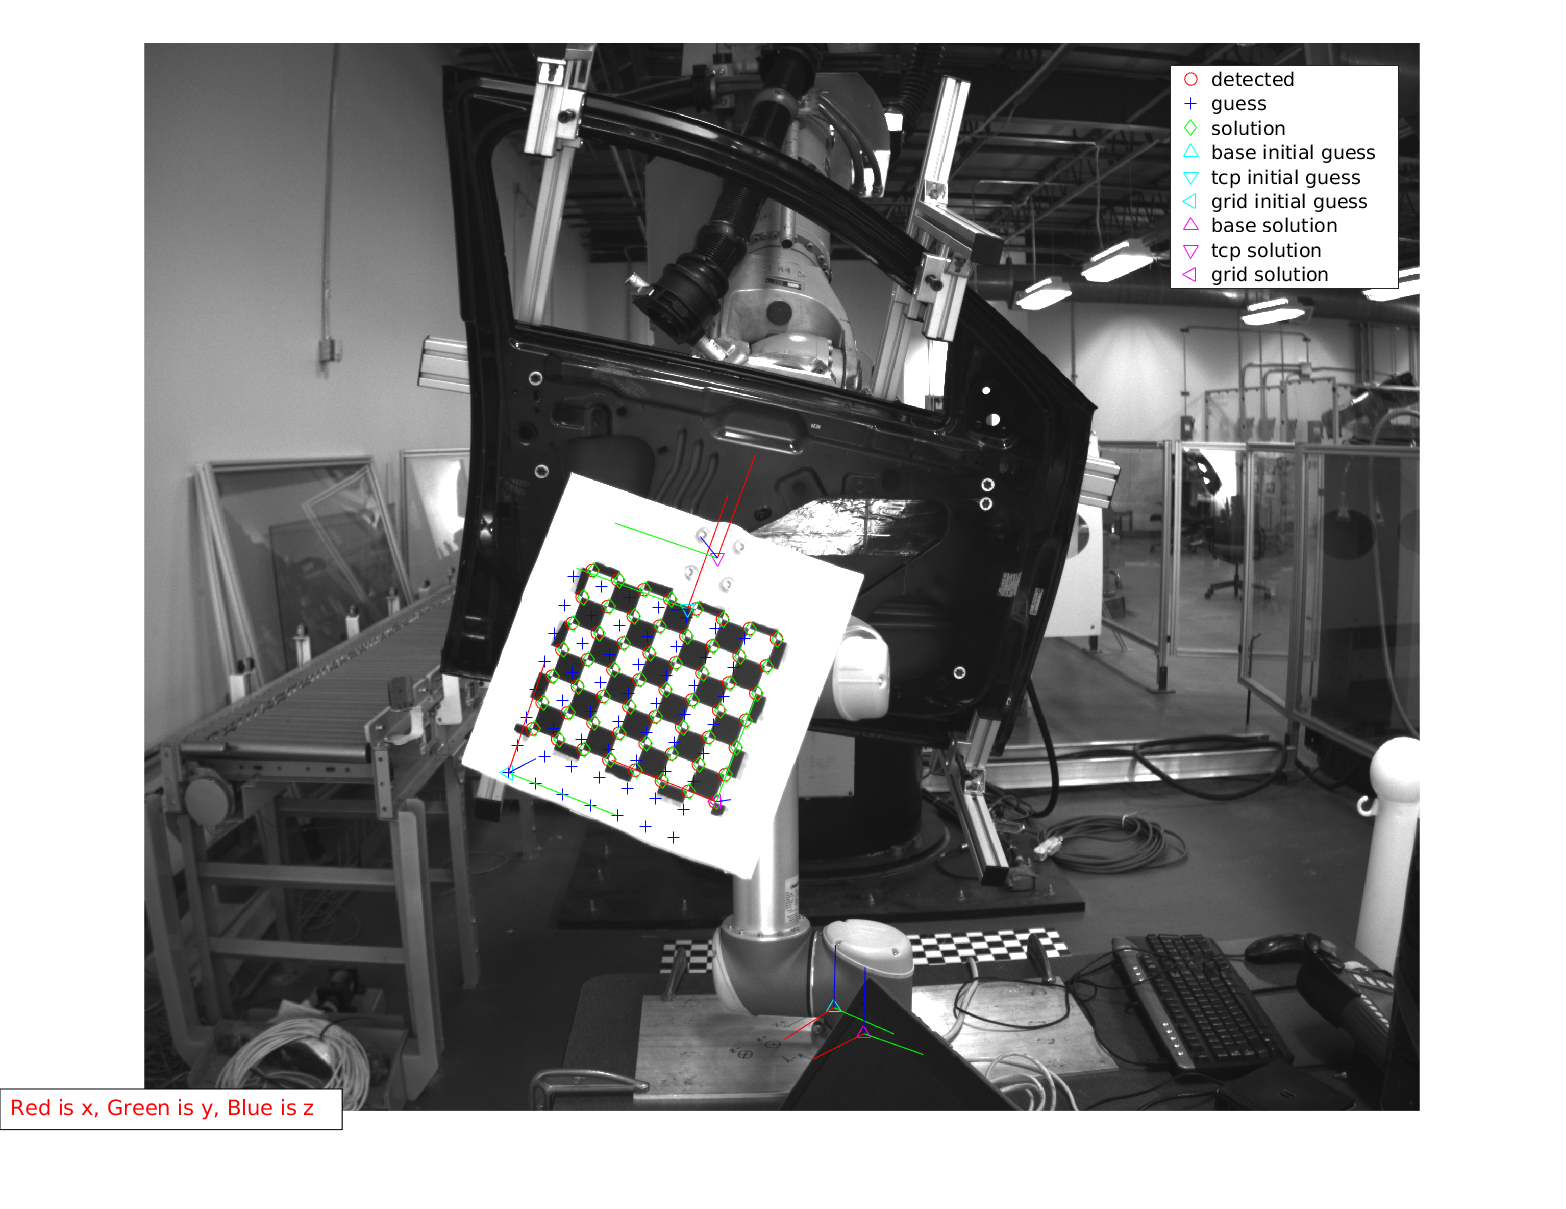 detected
guess
solution
base initial guess
tcp initial guess
grid initial guess
base solution
tcp solution
grid solution
Red is x, Green is y, Blue is z